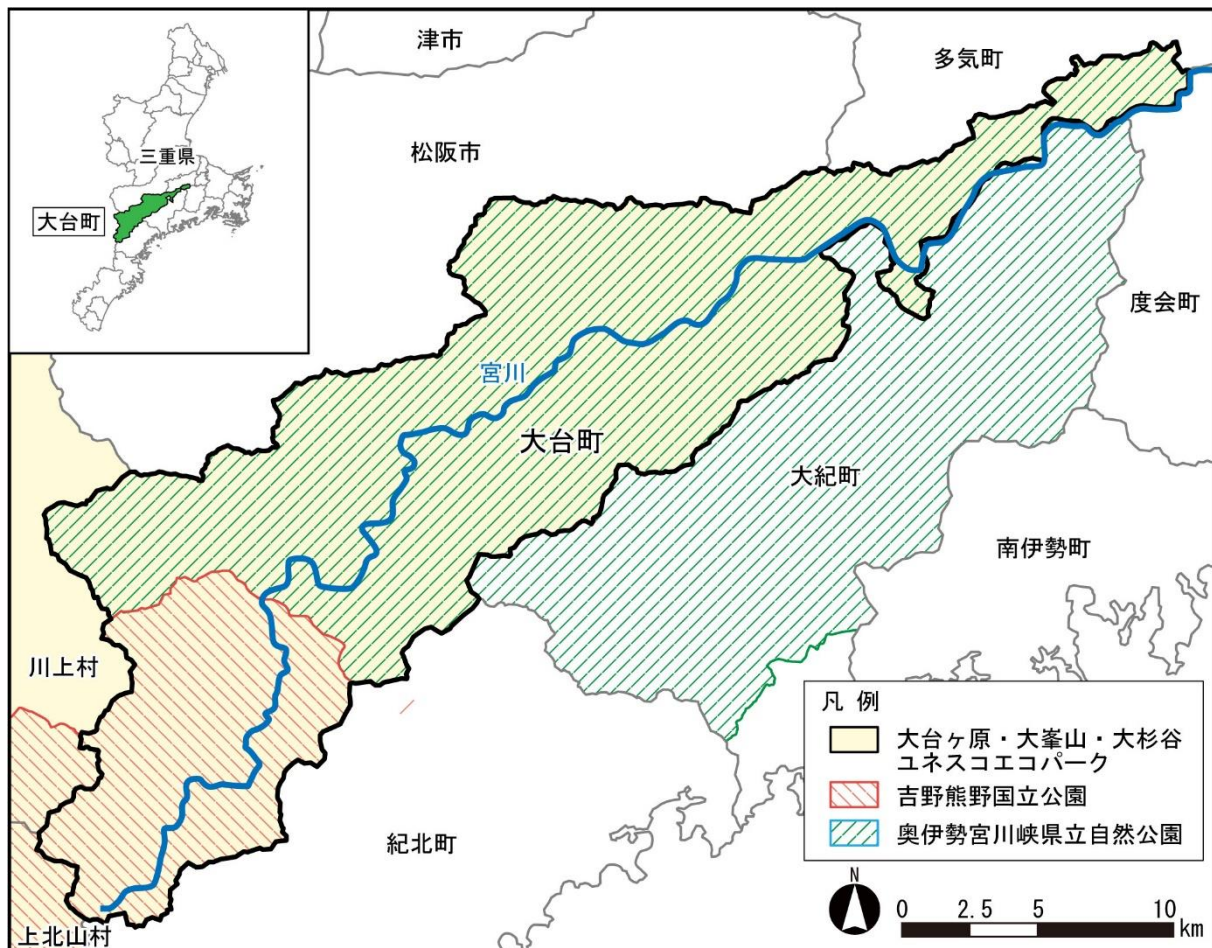 三重県
大台町
津市
多気町
松阪市
度会町
宮川
大台町
大紀町
南伊勢町
川上村
紀北町
上北山村
凡 例
大台ヶ原・大峯山・大杉谷
ユネスコエコパーク
吉野熊野国立公園
奥伊勢宮川峡県立自然公園
N
0 2.5 5 10
km